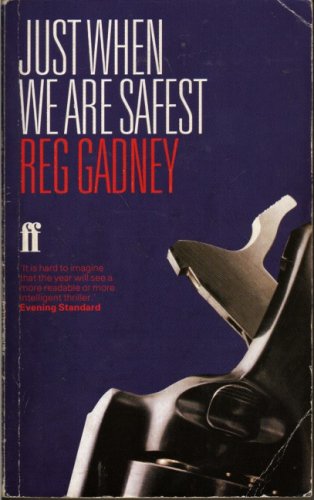 JUST WHEN
WE ARE SAFEST
REG GADNEY
ff
'It is hard to imagine
that the year will see a
more readable or more
intelligent thriller.'
Evening Standard